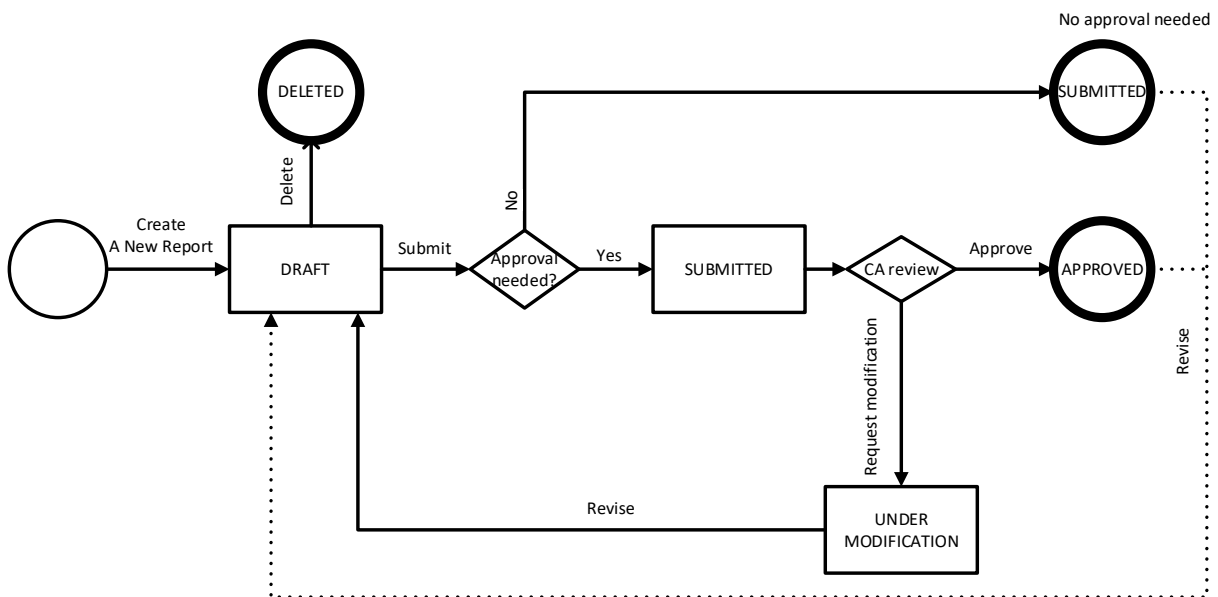 No approval needed
DELETED
SUBMITTED
Delete
No
Create
A New Report
DRAFT
Submit
Approval
needed?
Yes
SUBMITTED
CA review
Approve
APPROVED
Request modification
Revise
Revise
UNDER
MODIFICATION